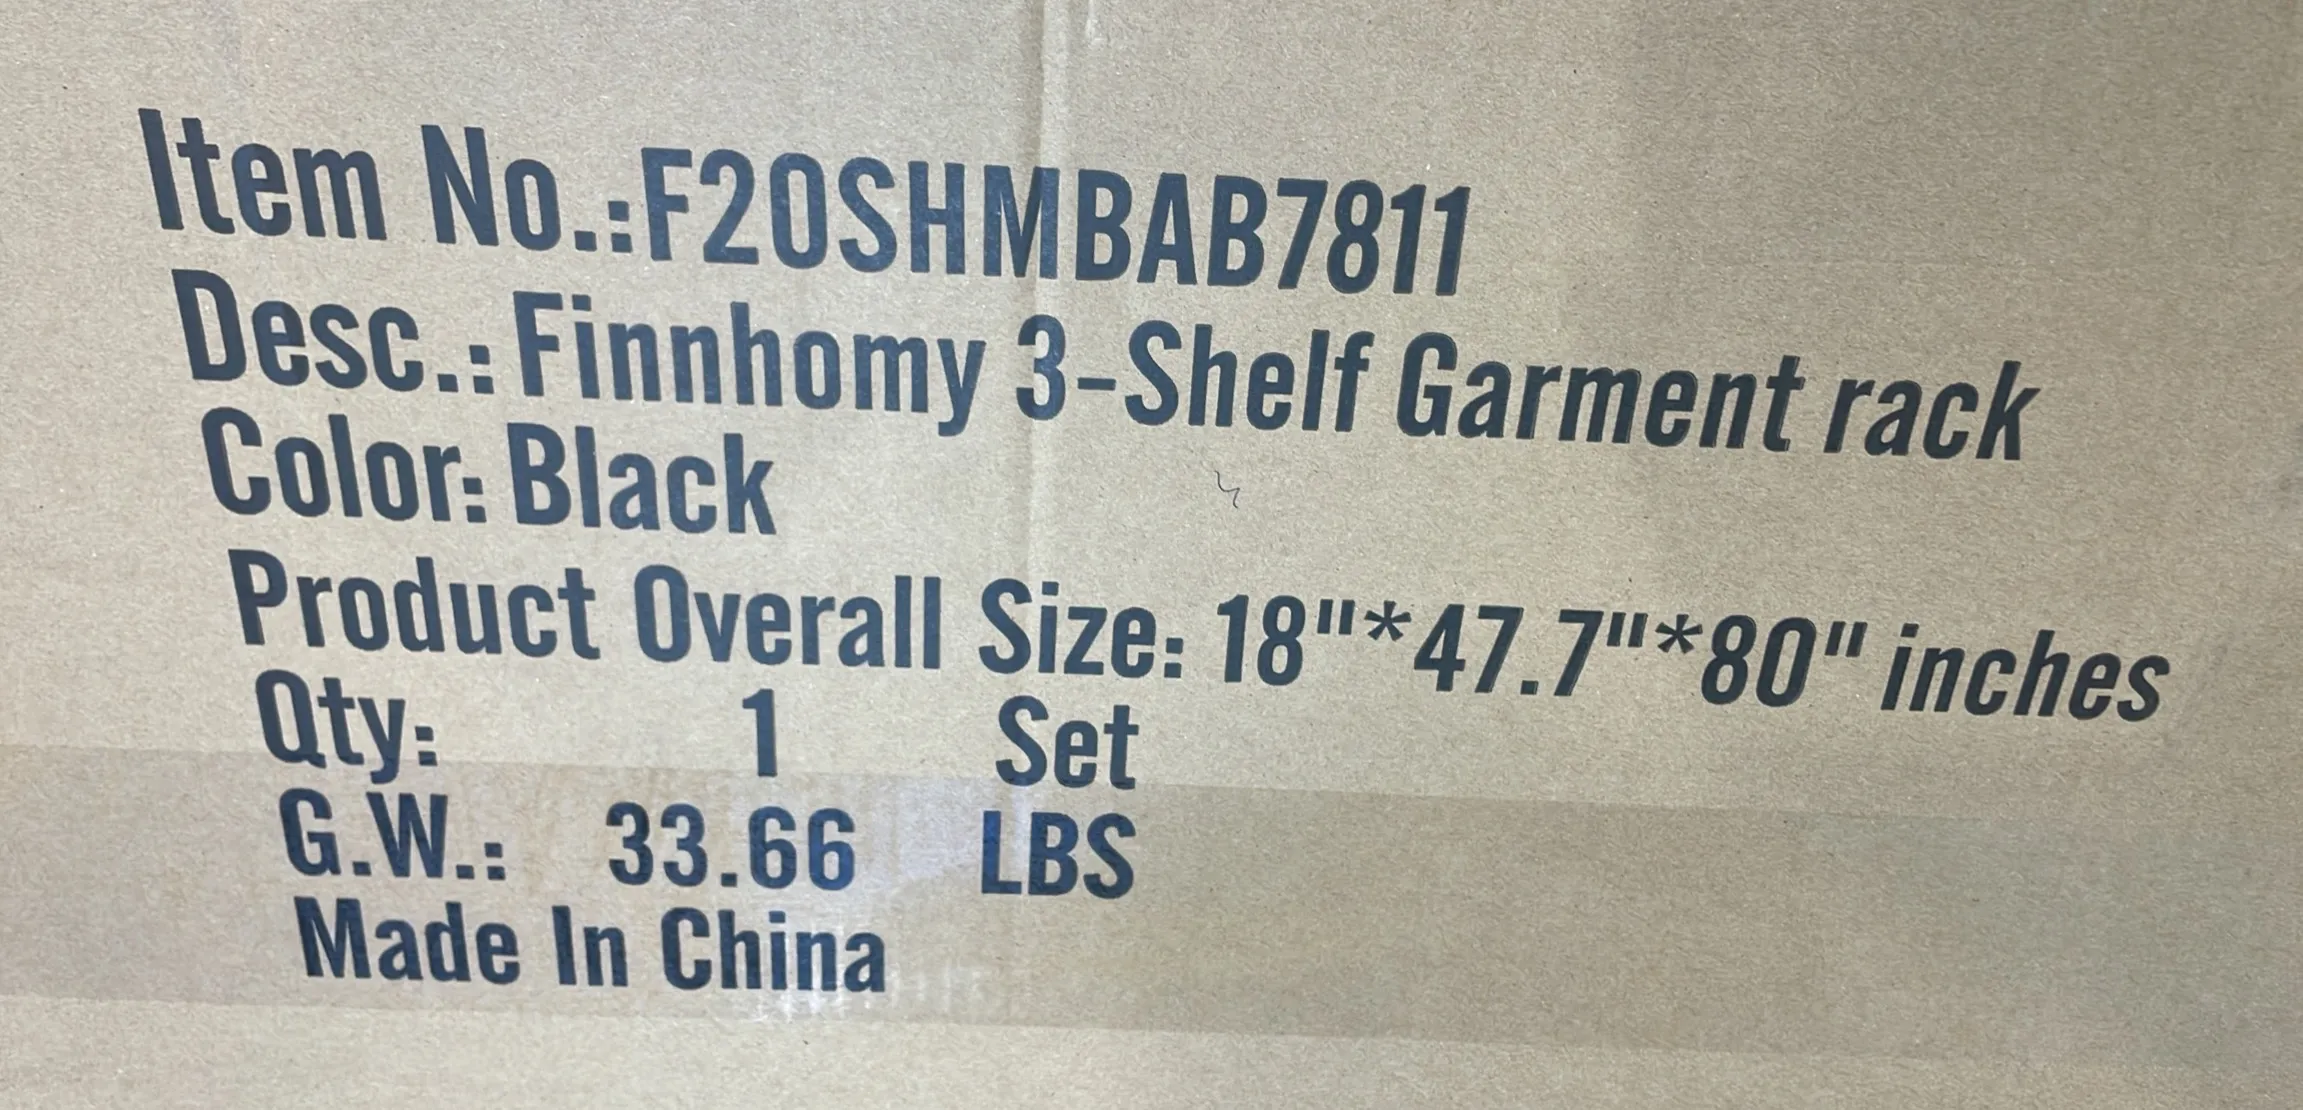 Item No.:F20SHMBAB7811
Desc.: Finnhomy 3-Shelf Garment rack
Color: Black
Product Overall Size: 18"*47.7"*80" inches
Qty: 1 Set
G.W.: 33.66 LBS
Made In China